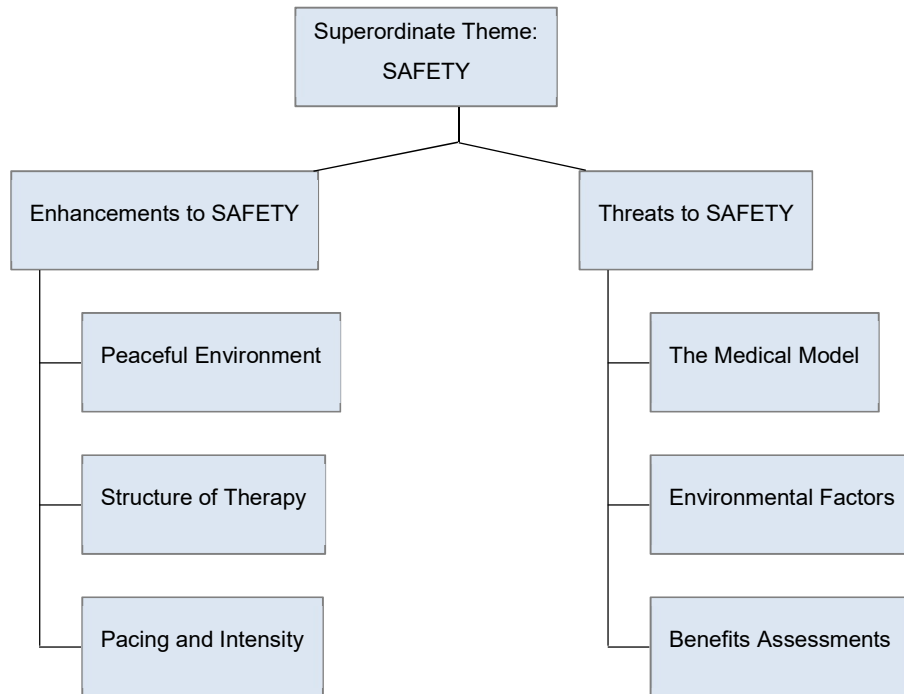 Superordinate Theme:
SAFETY
Enhancements to SAFETY
Threats to SAFETY
Peaceful Environment
The Medical Model
Structure of Therapy
Environmental Factors
Pacing and Intensity
Benefits Assessments